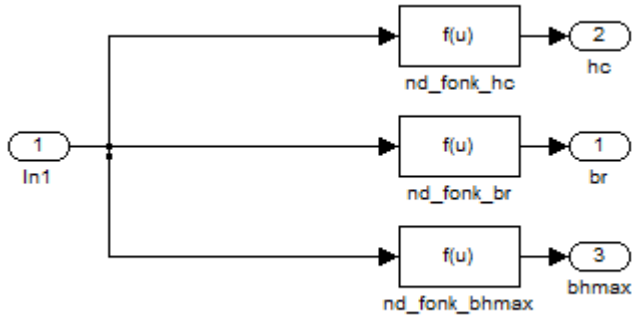 f(u)
2
nd_fonk_hc
hc
1
f(u)
1
In1
nd_fonk_br
br
f(u)
3
nd_fonk_bhmax
bhmax